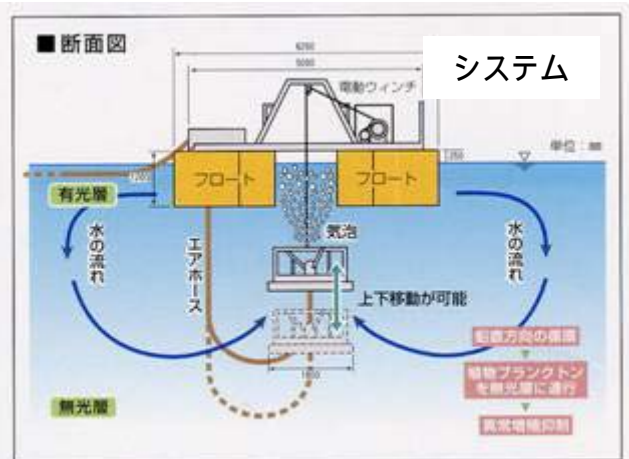 ■断面図
システム
6200
5000
電動ウィンチ
単位：mm
フロート
フロート
有光層
水の流れ
エアホース
気泡
水の流れ
上下移動が可能
鉛直方向の循環
植物プランクトン
を無光層に連行
異常増殖抑制
無光層